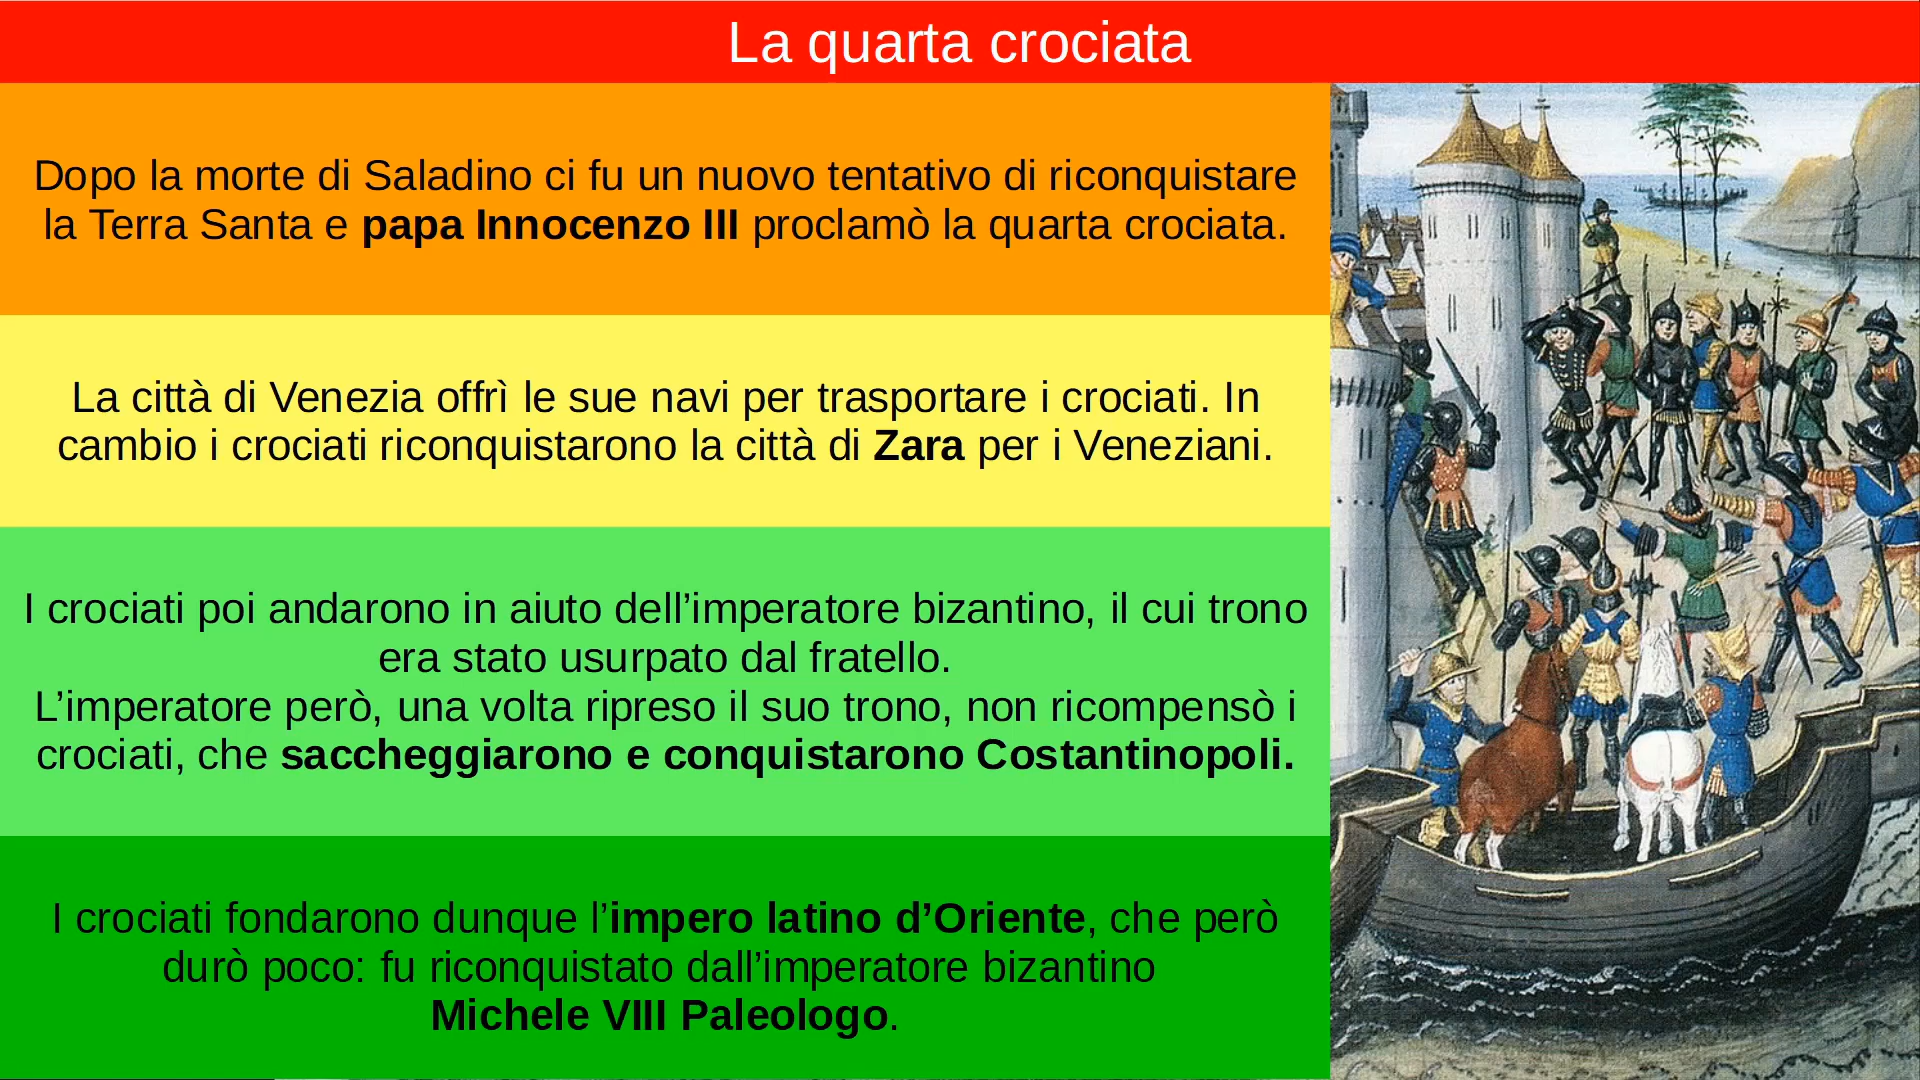 La quarta crociata
Dopo la morte di Saladino ci fu un nuovo tentativo di riconquistare
la Terra Santa e papa Innocenzo III proclamò la quarta crociata.
La città di Venezia offrì le sue navi per trasportare i crociati. In
cambio i crociati riconquistarono la città di Zara per i Veneziani.
I crociati poi andarono in aiuto dell’imperatore bizantino, il cui trono
era stato usurpato dal fratello.
L’imperatore però, una volta ripreso il suo trono, non ricompensò i
crociati, che saccheggiarono e conquistarono Costantinopoli.
I crociati fondarono dunque l’impero latino d’Oriente, che però
durò poco: fu riconquistato dall’imperatore bizantino
Michele VIII Paleologo.